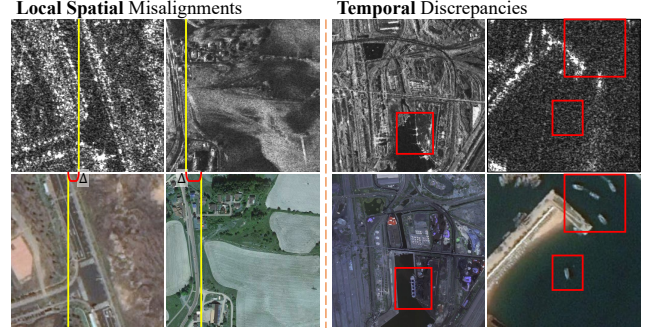 Local Spatial Misalignments
Temporal Discrepancies
Δ
Δ